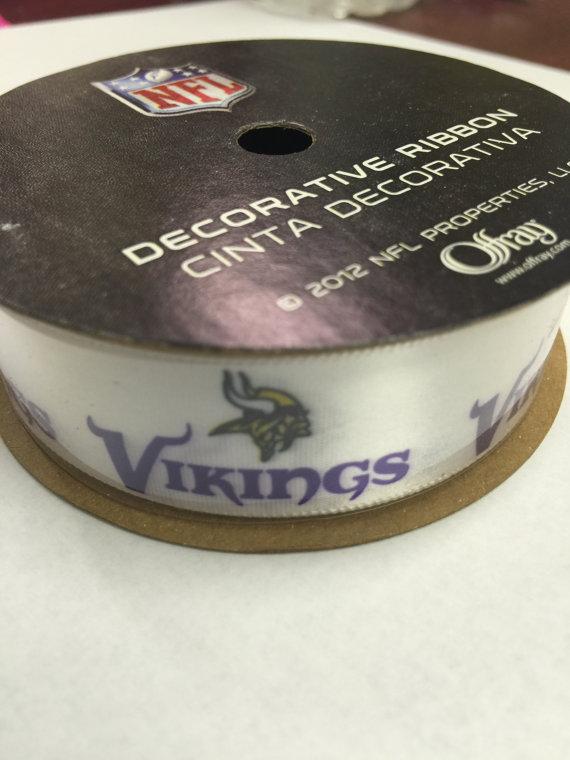 NFL
DECORATIVE RIBBON
CINTA DECORATIVA
© 2012 NFL PROPERTIES, LLC
Offray
www.offray.com
VIKINGS